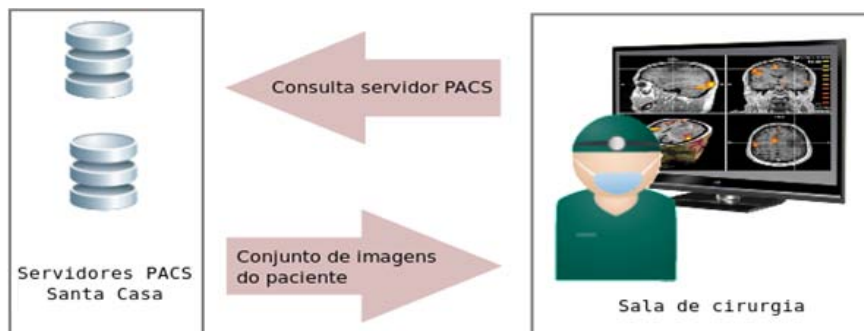 Consulta servidor PACS
Conjunto de imagens
do paciente
Servidores PACS
Santa Casa
Sala de cirurgia